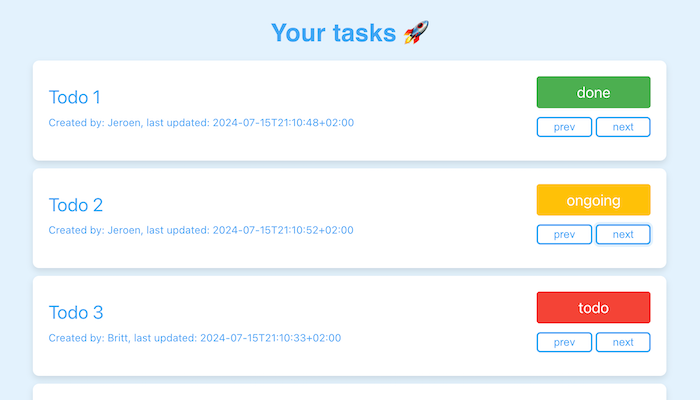 Your tasks 🚀
Todo 1
done
Created by: Jeroen, last updated: 2024-07-15T21:10:48+02:00
prev next
Todo 2
ongoing
Created by: Jeroen, last updated: 2024-07-15T21:10:52+02:00
prev next
Todo 3
todo
Created by: Britt, last updated: 2024-07-15T21:10:33+02:00
prev next